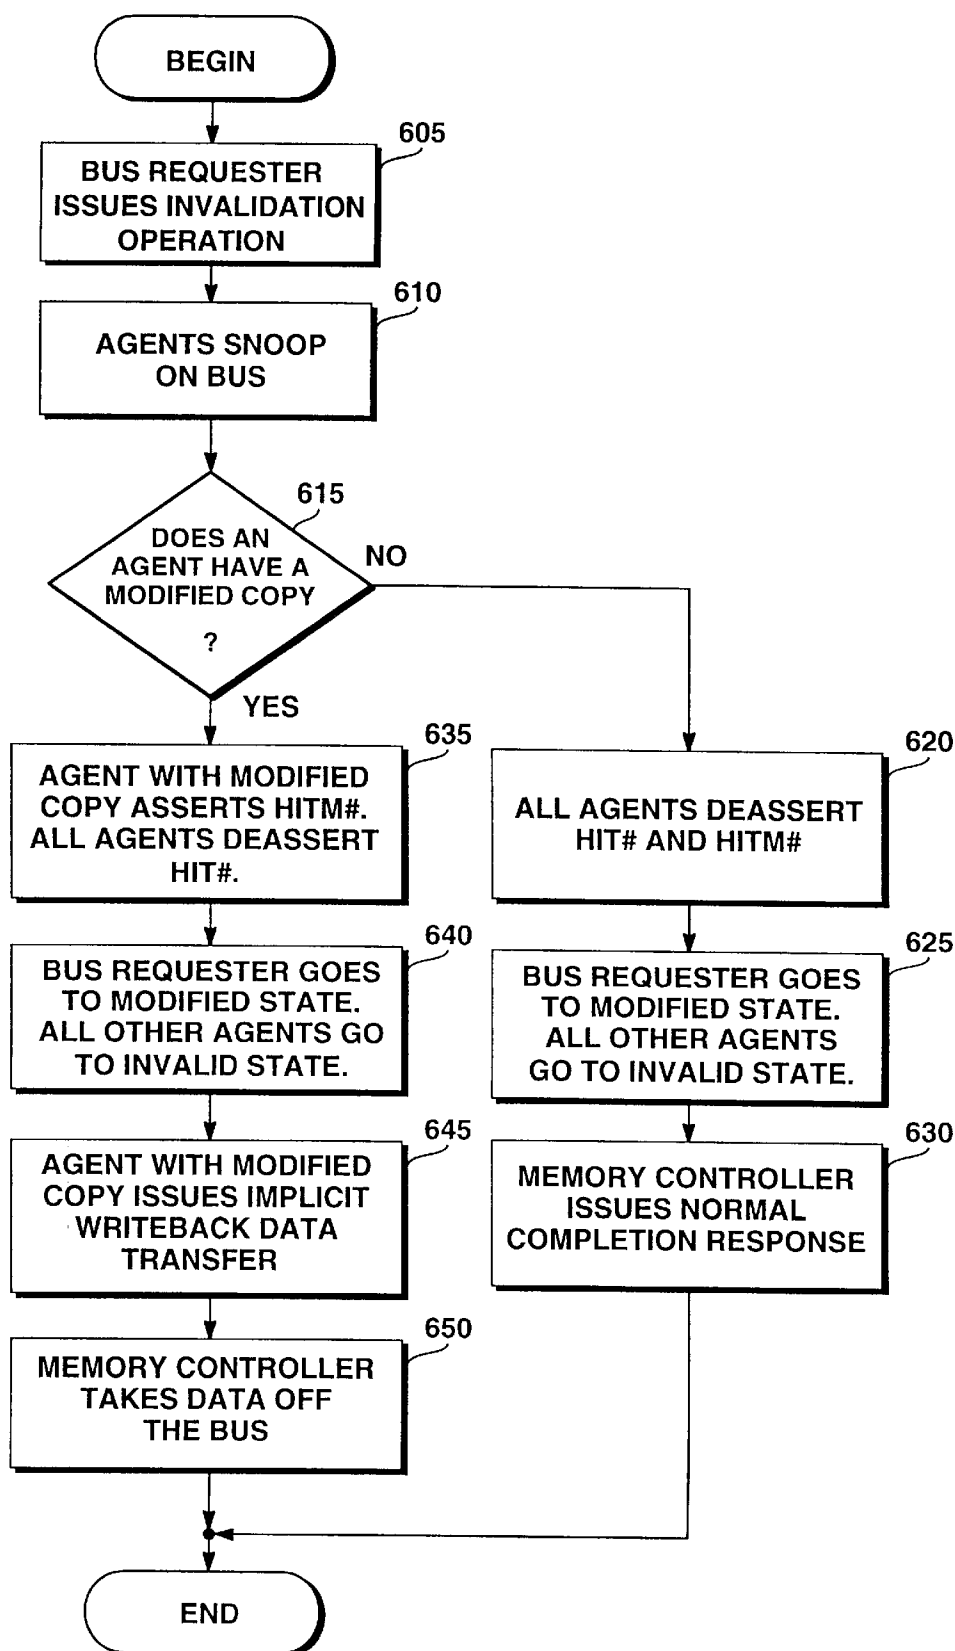 BEGIN
605
BUS REQUESTER
ISSUES INVALIDATION
OPERATION
610
AGENTS SNOOP
ON BUS
615
DOES AN
AGENT HAVE A
MODIFIED COPY
?
NO
YES
635
AGENT WITH MODIFIED
COPY ASSERTS HITM#.
ALL AGENTS DEASSERT
HIT#.
620
ALL AGENTS DEASSERT
HIT# AND HITM#
640
BUS REQUESTER GOES
TO MODIFIED STATE.
ALL OTHER AGENTS GO
TO INVALID STATE.
625
BUS REQUESTER GOES
TO MODIFIED STATE.
ALL OTHER AGENTS
GO TO INVALID STATE.
645
AGENT WITH MODIFIED
COPY ISSUES IMPLICIT
WRITEBACK DATA
TRANSFER
630
MEMORY CONTROLLER
ISSUES NORMAL
COMPLETION RESPONSE
650
MEMORY CONTROLLER
TAKES DATA OFF
THE BUS
END